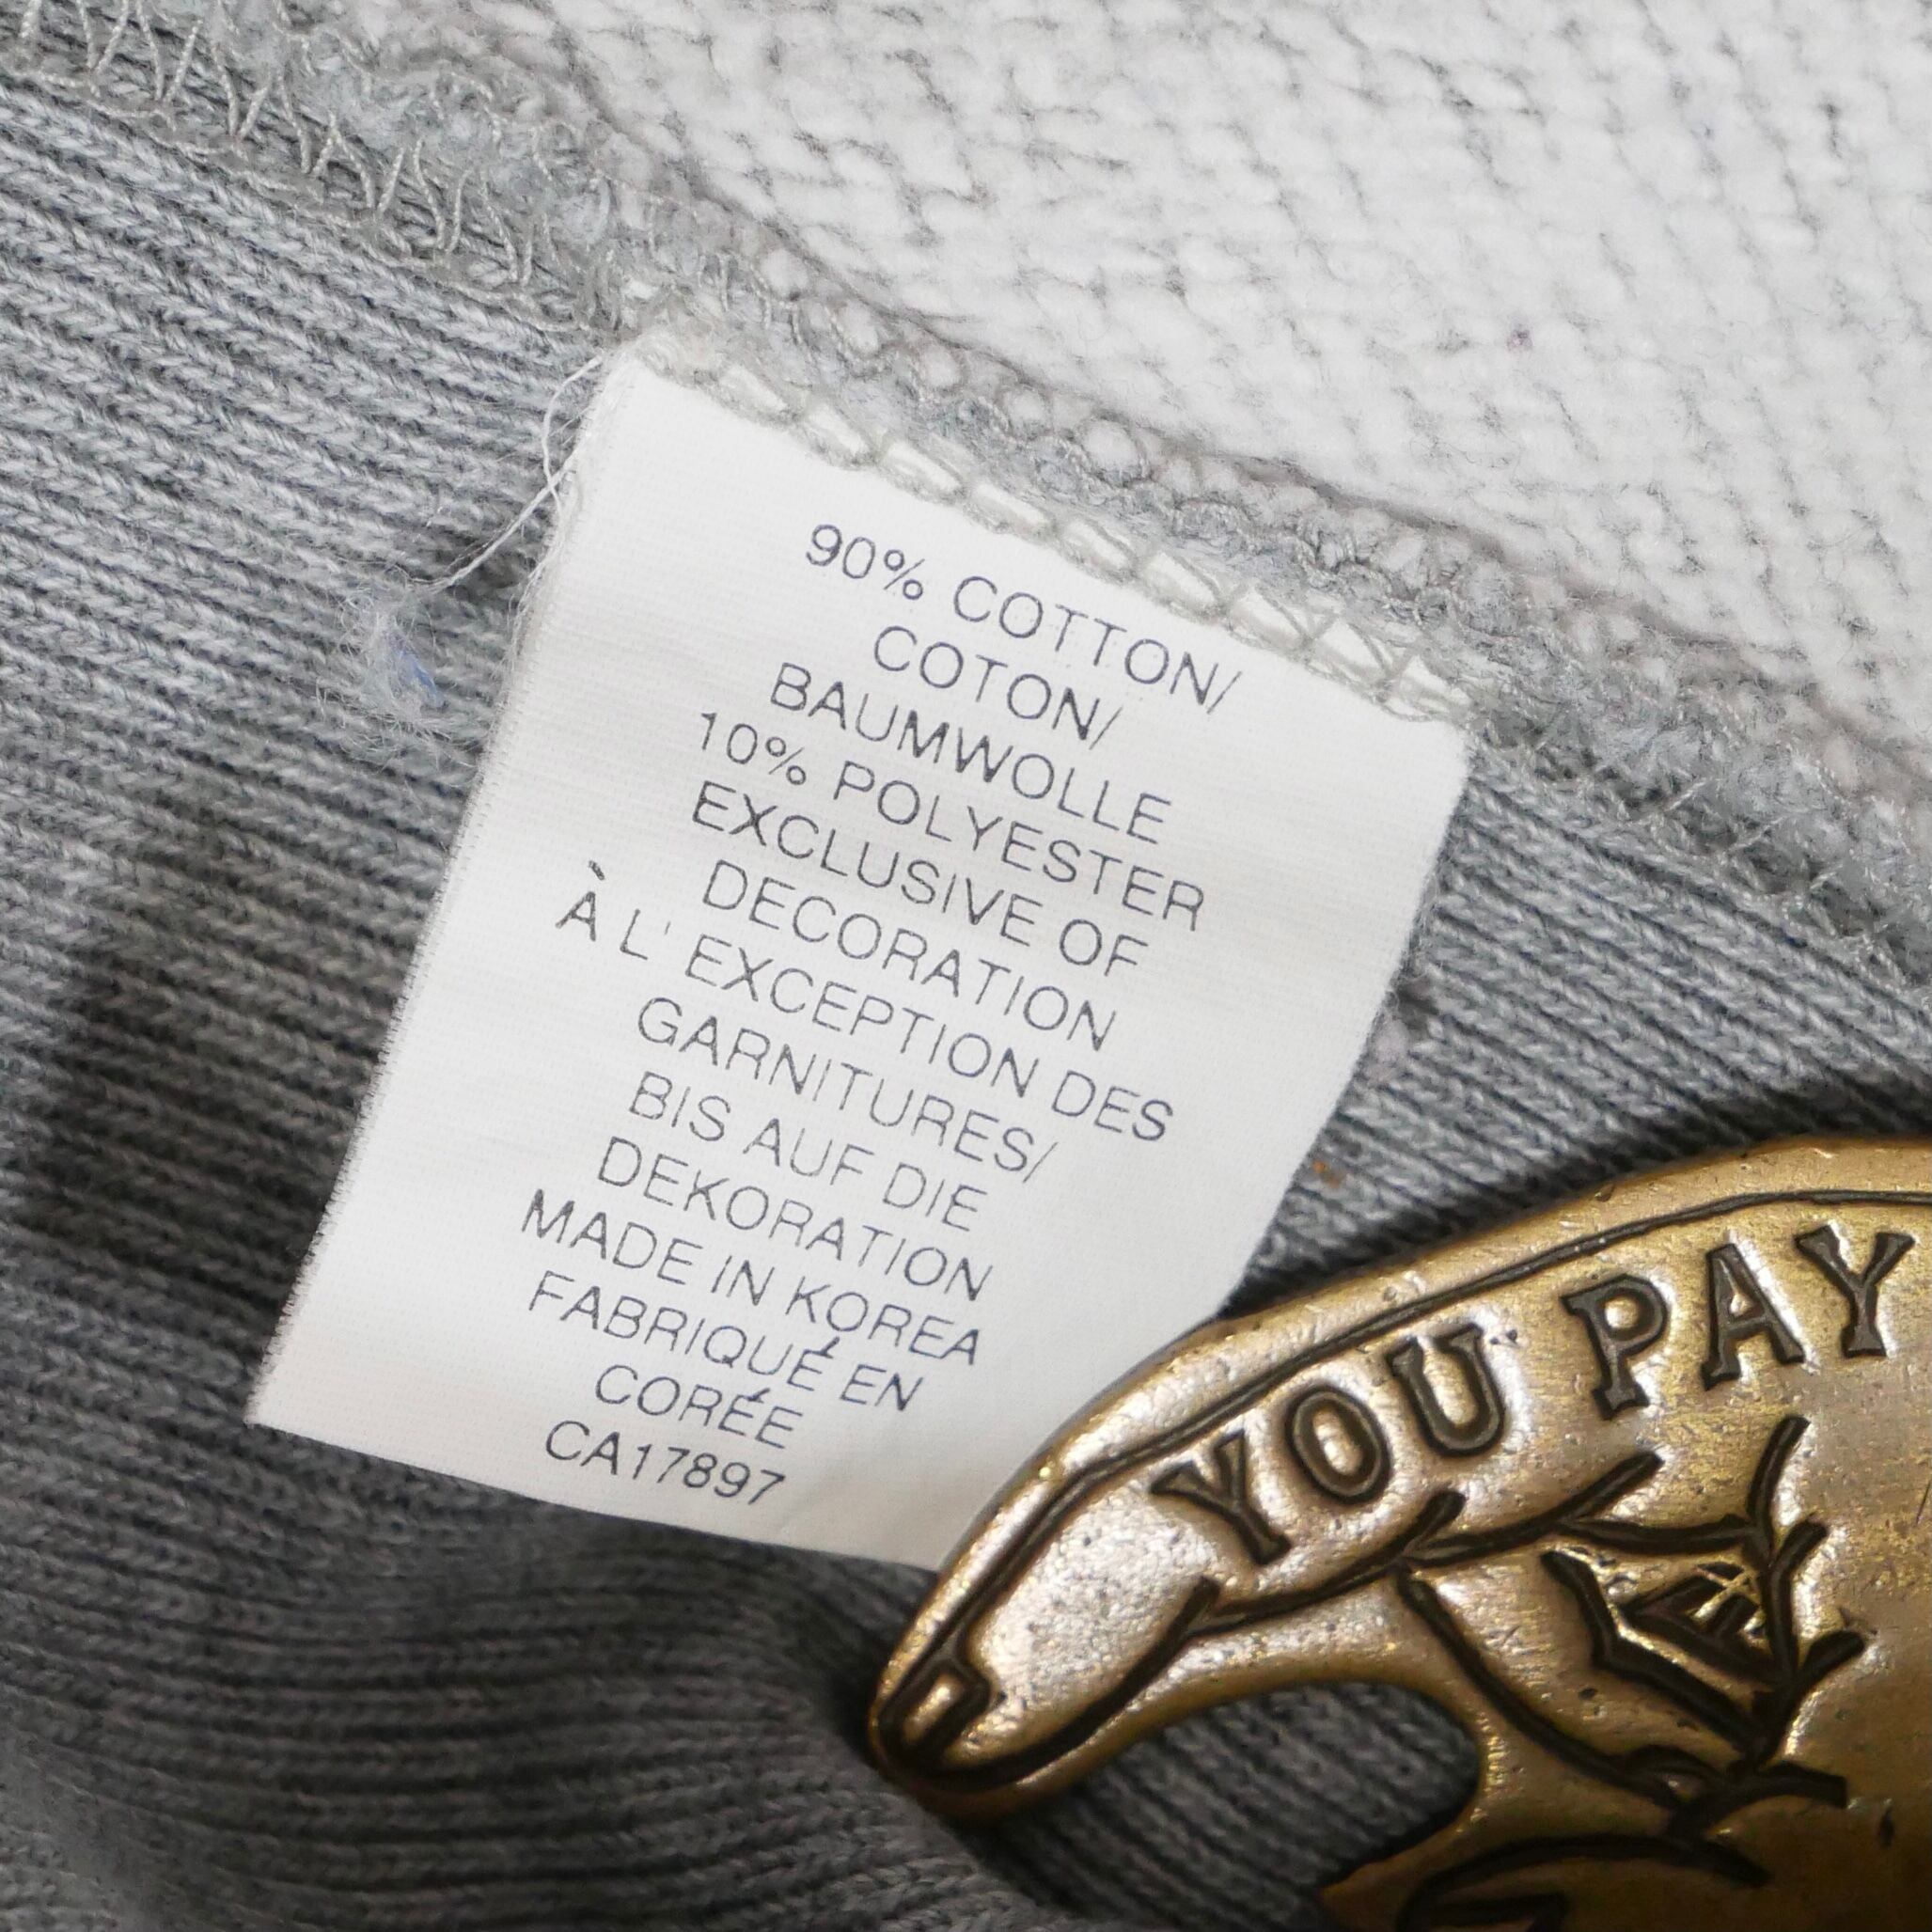 90% COTTON/
COTON/
BAUMWOLLE
10% POLYESTER
EXCLUSIVE OF
DECORATION
À L' EXCEPTION DES
GARNITURES/
BIS AUF DIE
DEKORATION
MADE IN KOREA
FABRIQUÉ EN
CORÉE
CA17897
YOU PAY